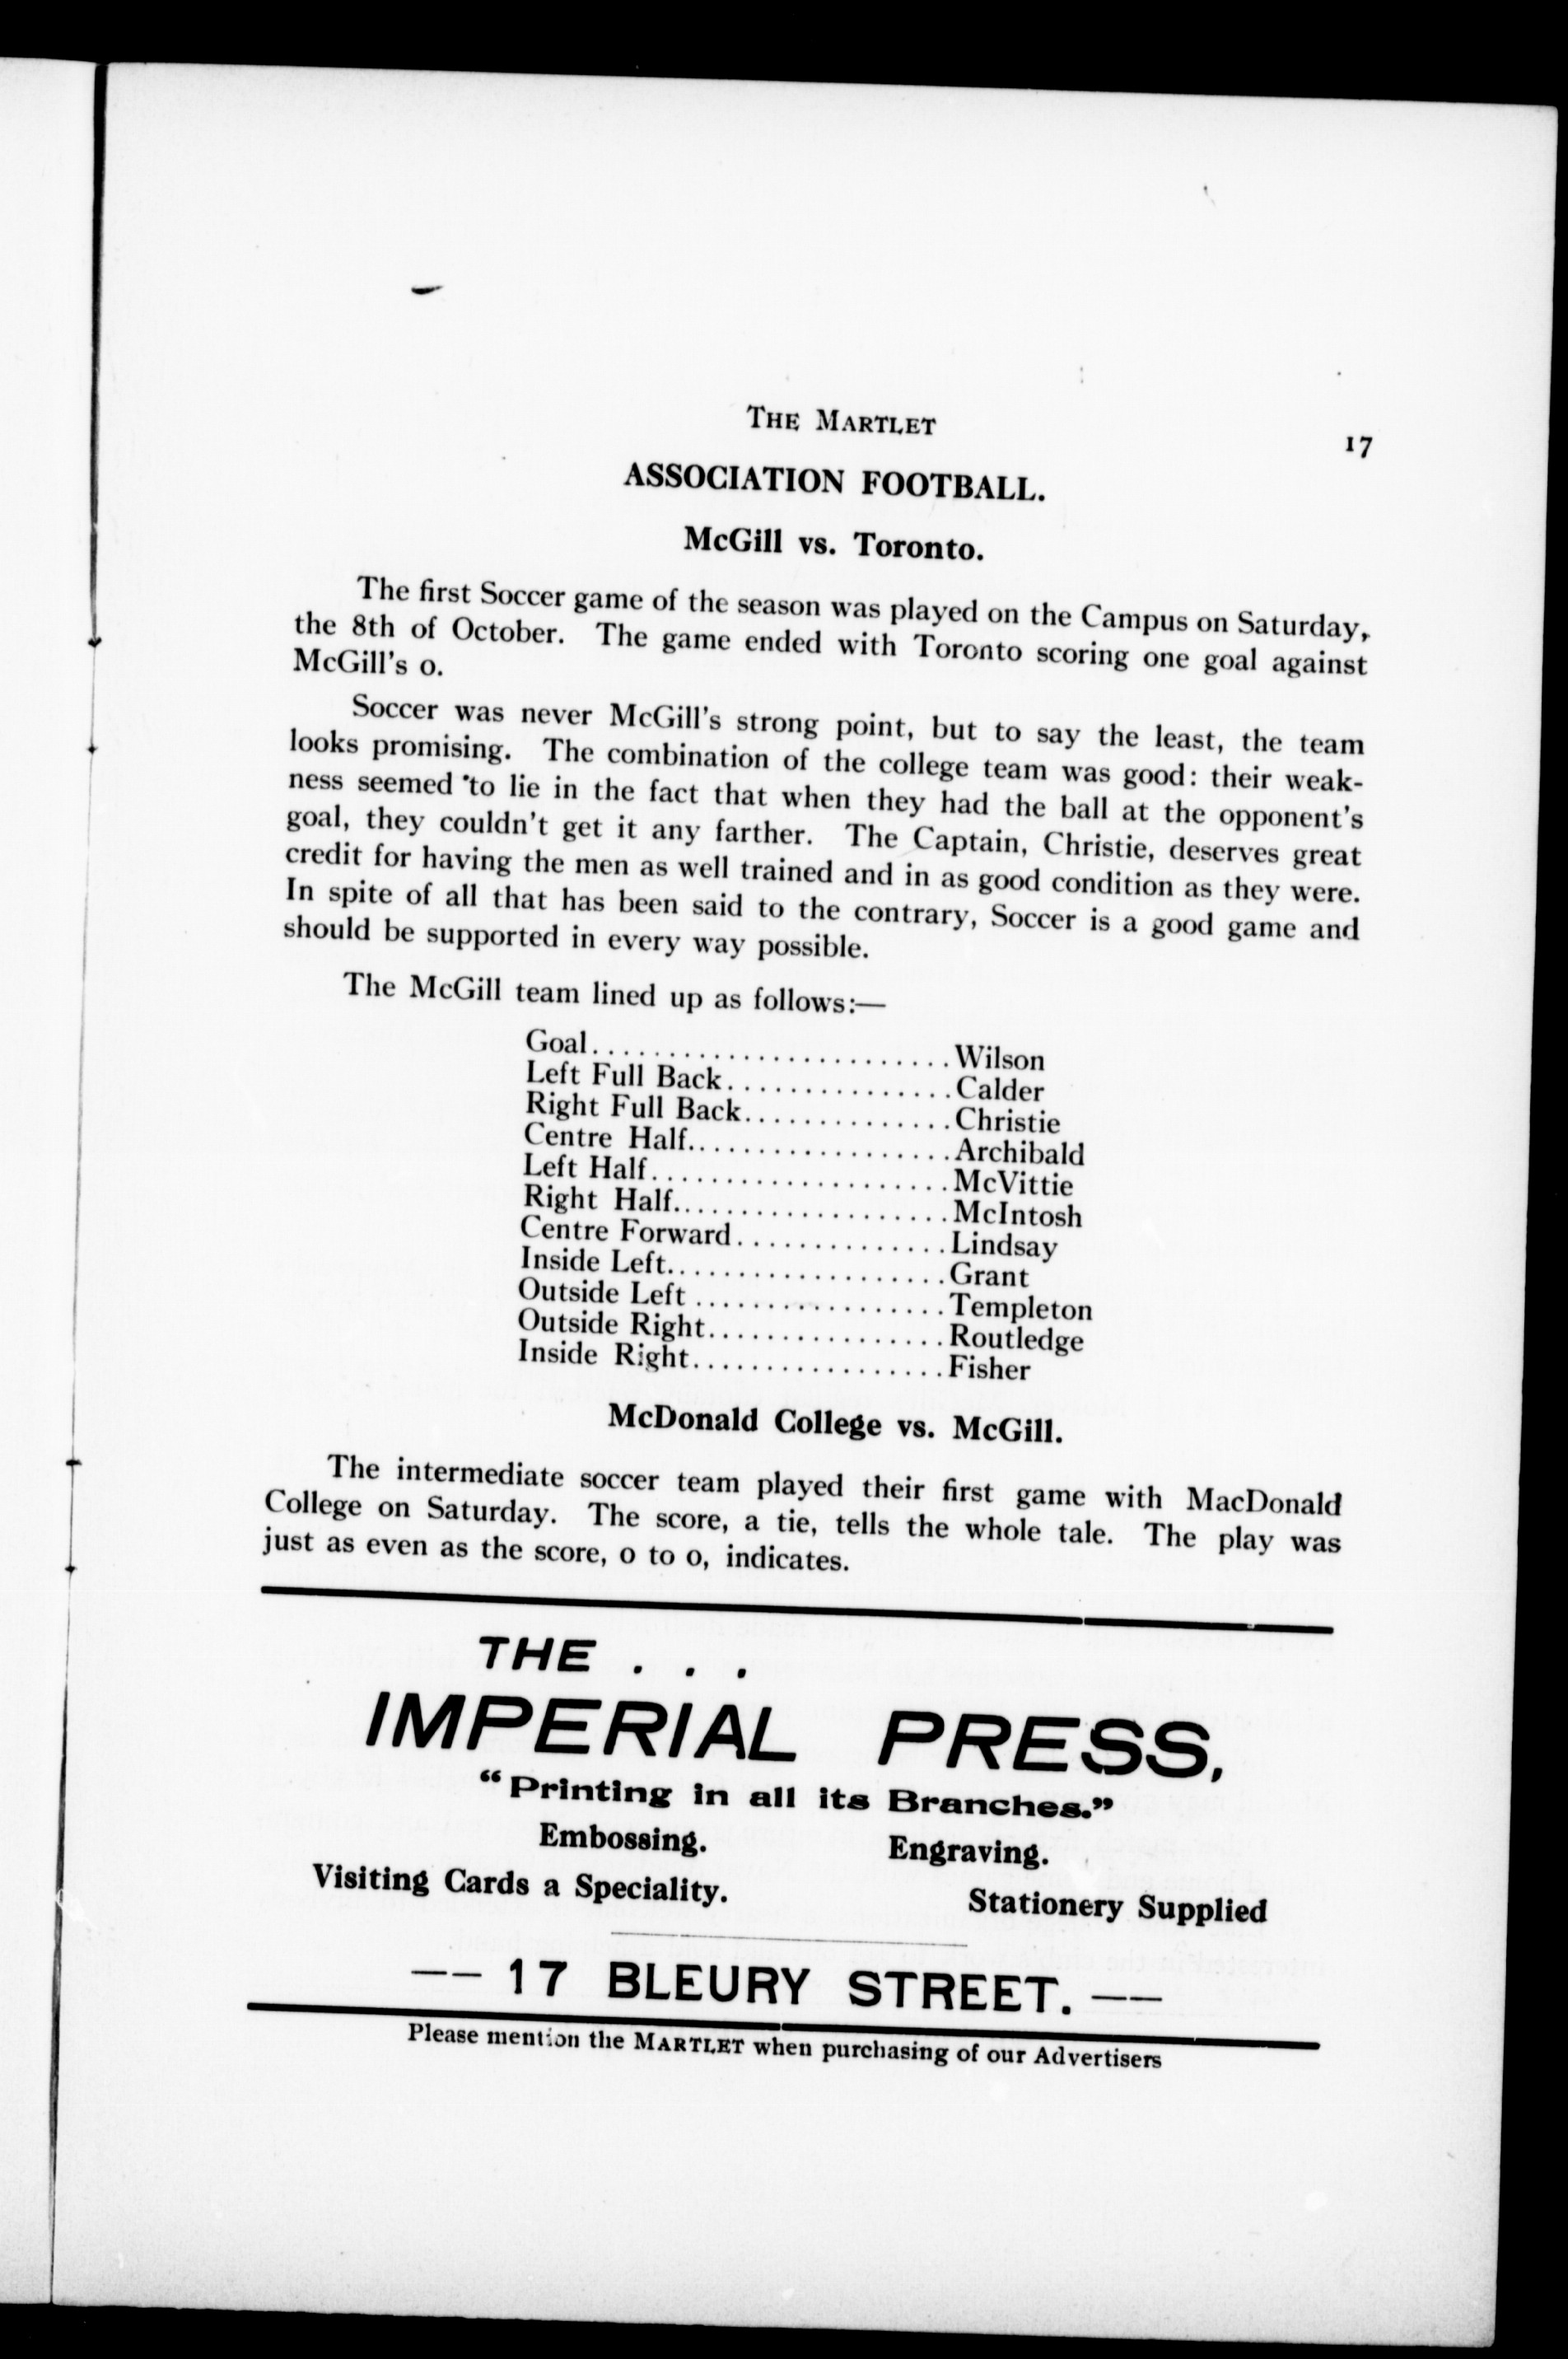 THE MARTLET
17
ASSOCIATION FOOTBALL.
McGill vs. Toronto.
The first Soccer game of the season was played on the Campus on Saturday,
the 8th of October. The game ended with Toronto scoring one goal against
McGill's o.
Soccer was never McGill's strong point, but to say the least, the team
looks promising. The combination of the college team was good: their weak-
ness seemed to lie in the fact that when they had the ball at the opponent's
goal, they couldn't get it any farther. The Captain, Christie, deserves great
credit for having the men as well trained and in as good condition as they were.
In spite of all that has been said to the contrary, Soccer is a good game and
should be supported in every way possible.
The McGill team lined up as follows:—
Goal........................Wilson
Left Full Back...............Calder
Right Full Back..............Christie
Centre Half..................Archibald
Left Half....................McVittie
Right Half...................McIntosh
Centre Forward..............Lindsay
Inside Left...................Grant
Outside Left .................Templeton
Outside Right................Routledge
Inside Right.................Fisher
McDonald College vs. McGill.
The intermediate soccer team played their first game with MacDonald
College on Saturday. The score, a tie, tells the whole tale. The play was
just as even as the score, o to o, indicates.
THE . . .
IMPERIAL PRESS,
"Printing in all its Branches."
Embossing. Engraving.
Visiting Cards a Speciality. Stationery Supplied
—— 17 BLEURY STREET. ——
Please mention the MARTLET when purchasing of our Advertisers